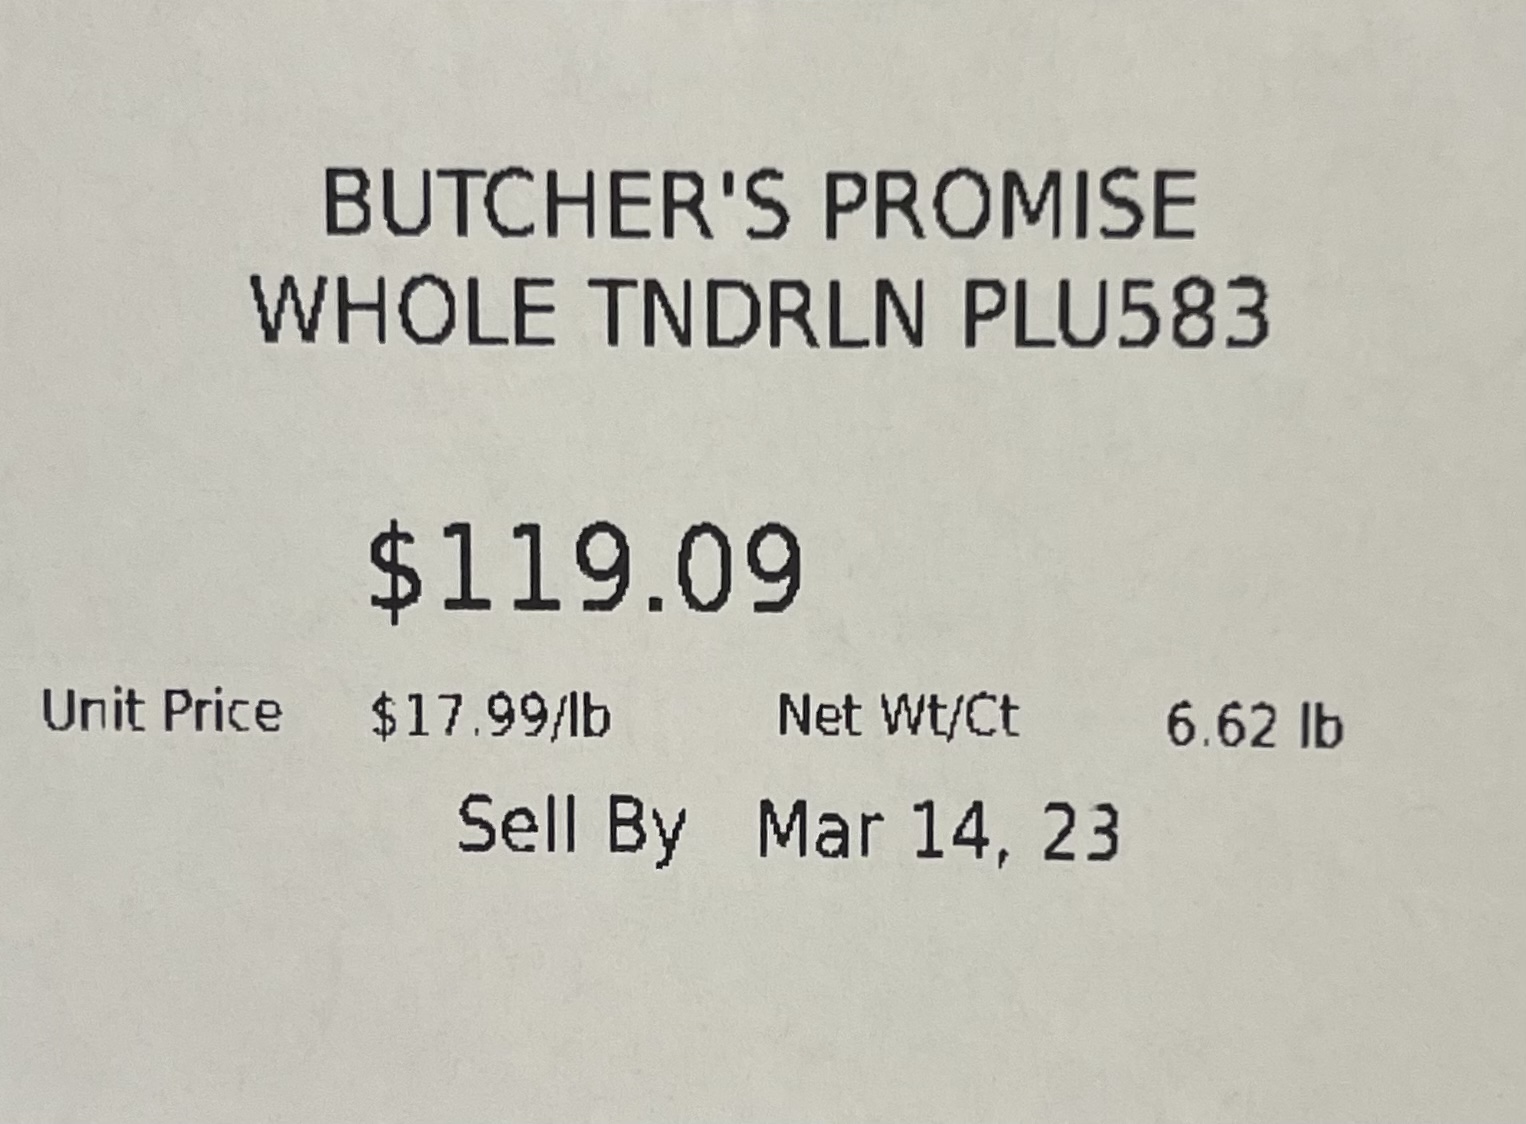 BUTCHER'S PROMISE
WHOLE TNDRLN PLU583
$119.09
Unit Price $17.99/lb Net Wt/Ct 6.62 lb
Sell By Mar 14, 23